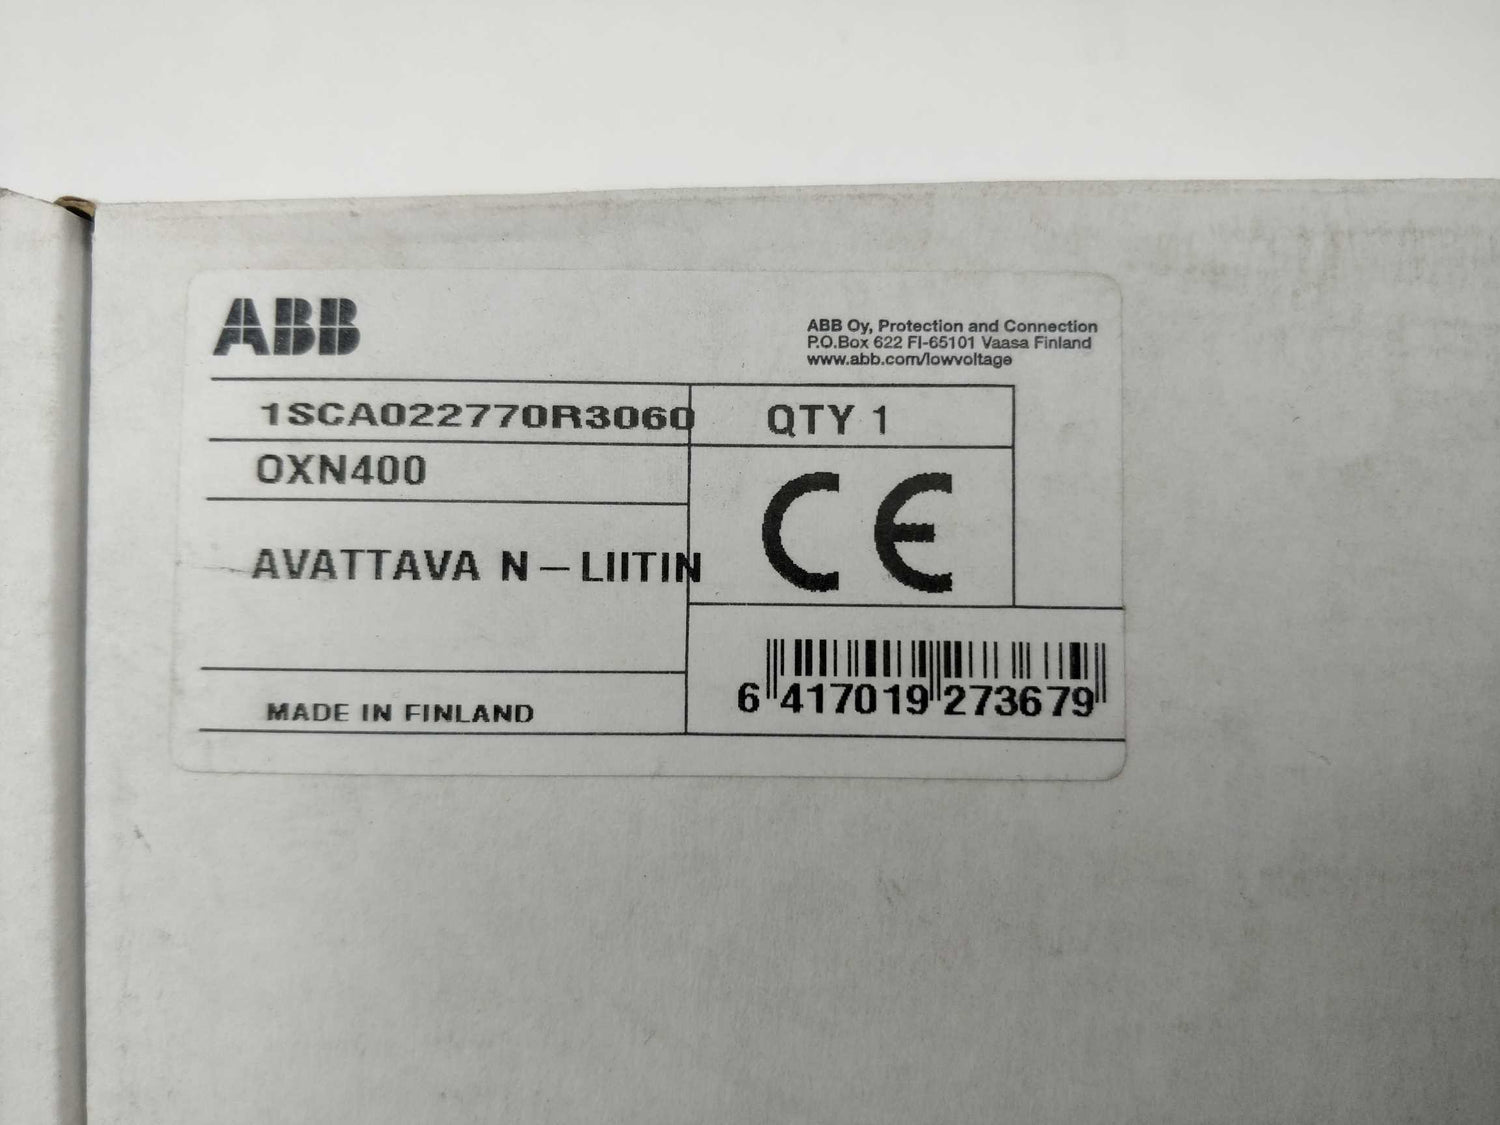 ABB
ABB Oy, Protection and Connection
P.O.Box 622 FI-65101 Vaasa Finland
www.abb.com/lowvoltage
1SCA022770R3060
QTY 1
OXN400
CE
AVATTAVA N-LIITIN
6 417019 273679
MADE IN FINLAND